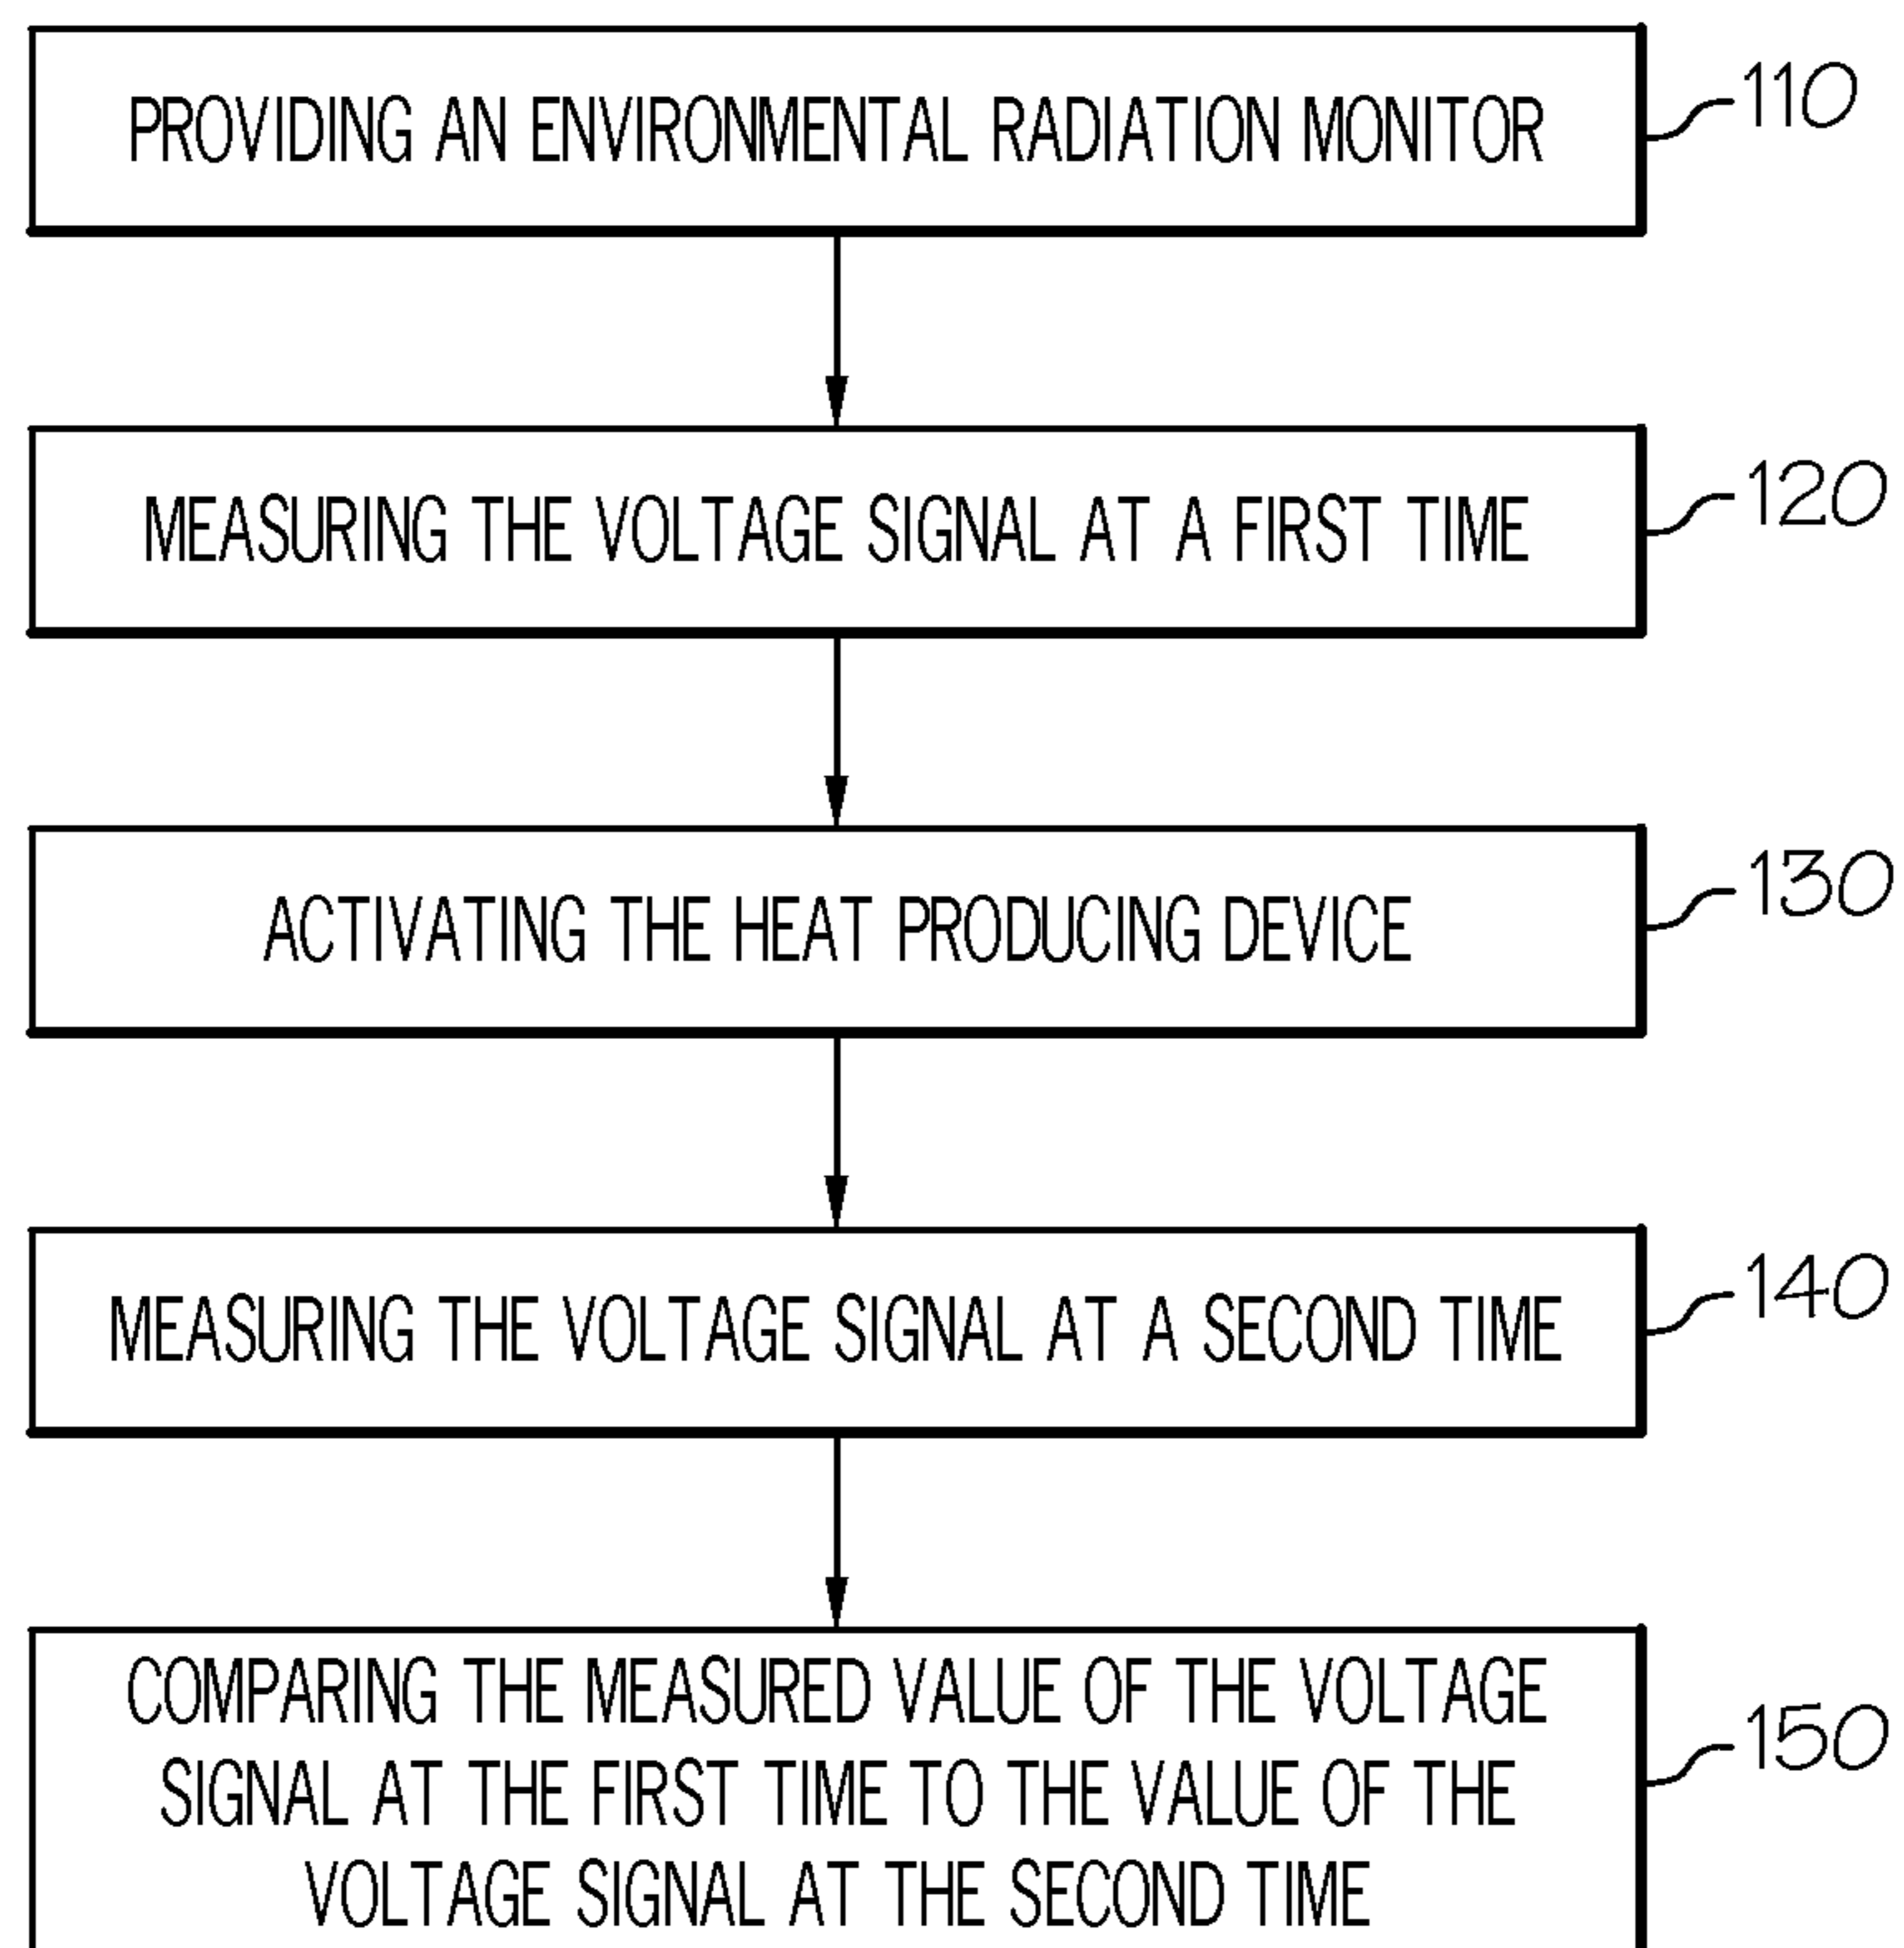 PROVIDING AN ENVIRONMENTAL RADIATION MONITOR
110
MEASURING THE VOLTAGE SIGNAL AT A FIRST TIME
120
ACTIVATING THE HEAT PRODUCING DEVICE
130
MEASURING THE VOLTAGE SIGNAL AT A SECOND TIME
140
COMPARING THE MEASURED VALUE OF THE VOLTAGE
SIGNAL AT THE FIRST TIME TO THE VALUE OF THE
VOLTAGE SIGNAL AT THE SECOND TIME
150